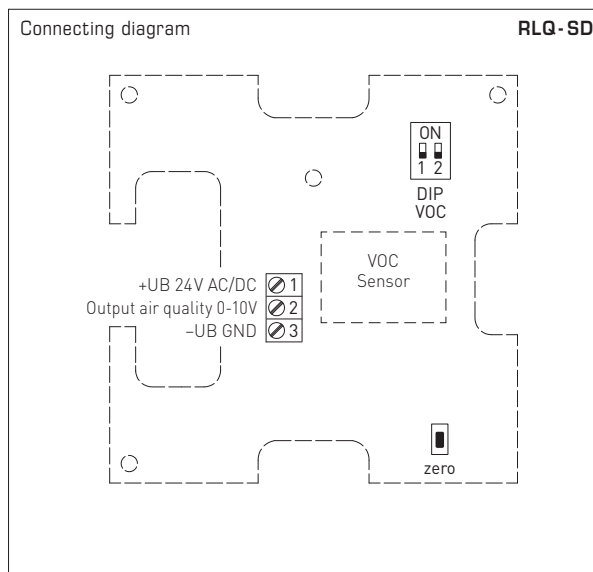 Connecting diagram RLQ-SD
ON
1 2
DIP
VOC
VOC
Sensor
+UB 24V AC/DC 1
Output air quality 0-10V 2
–UB GND 3
zero